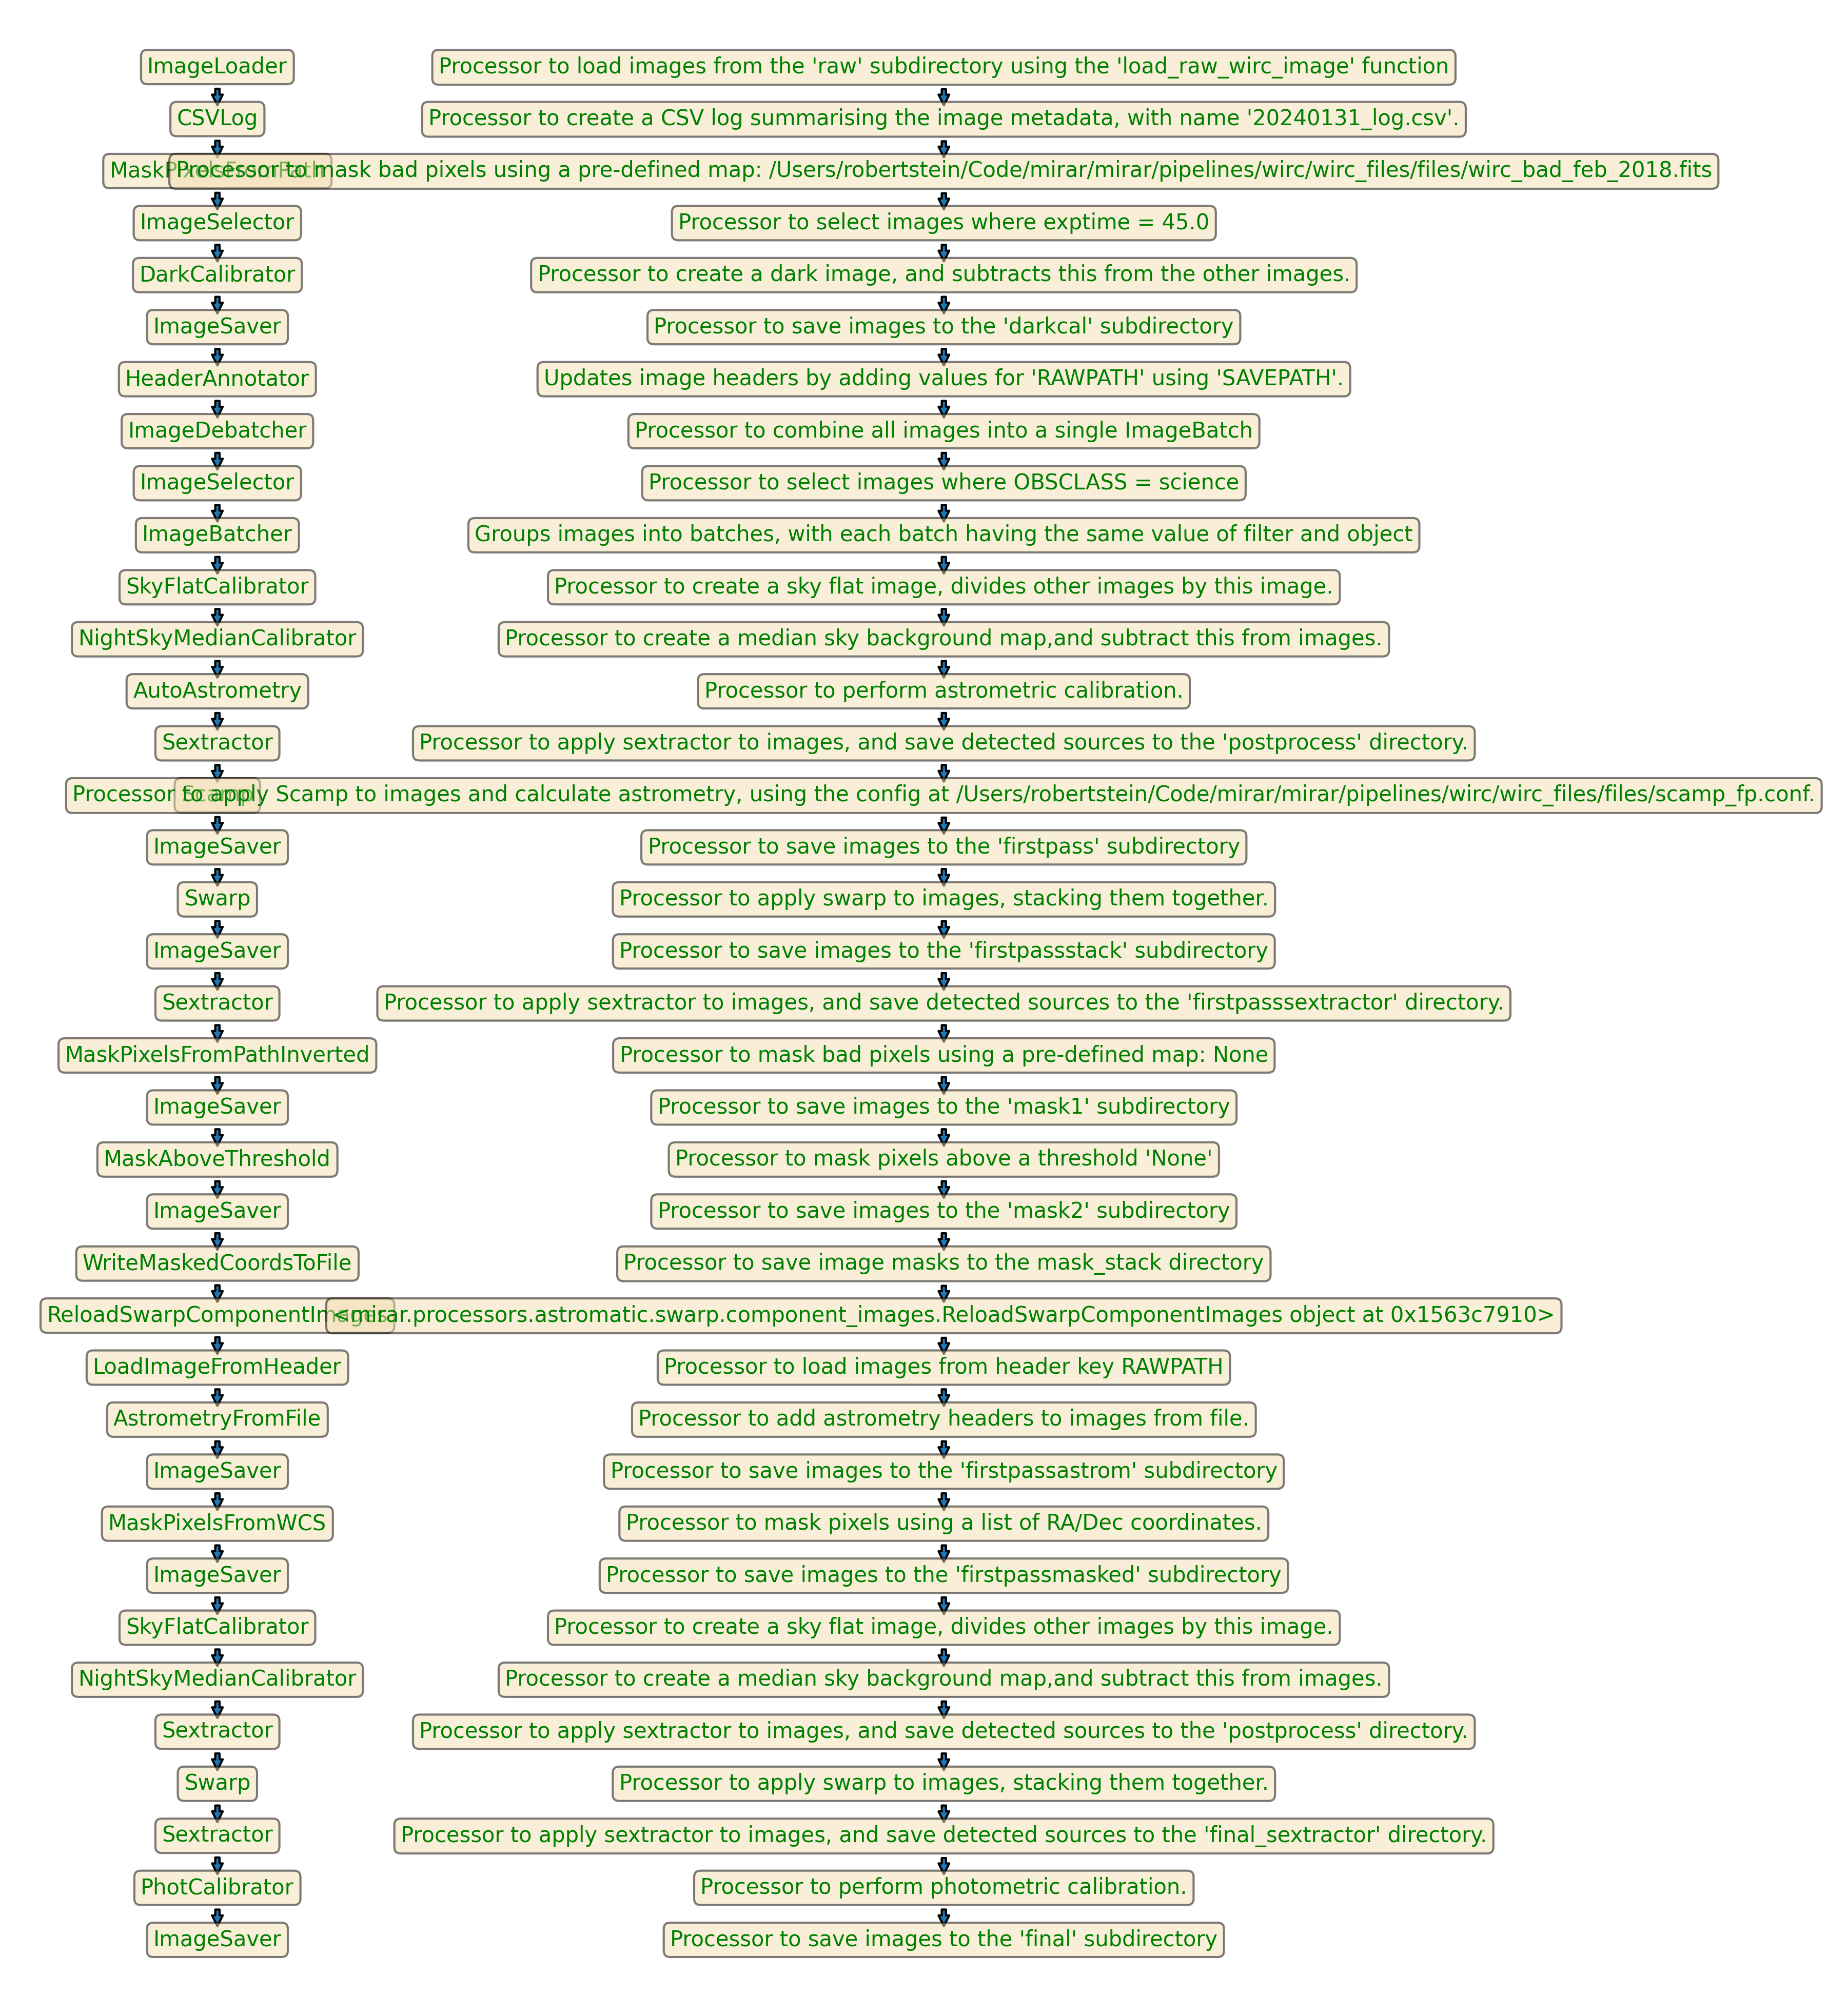 ImageLoader Processor to load images from the 'raw' subdirectory using the 'load_raw_wirc_image' function
CSVLog Processor to create a CSV log summarising the image metadata, with name '20240131_log.csv'.
MaskPixelsFromPath Processor to mask bad pixels using a pre-defined map: /Users/robertstein/Code/mirar/mirar/pipelines/wirc/wirc_files/files/wirc_bad_feb_2018.fits
ImageSelector Processor to select images where exptime = 45.0
DarkCalibrator Processor to create a dark image, and subtracts this from the other images.
ImageSaver Processor to save images to the 'darkcal' subdirectory
HeaderAnnotator Updates image headers by adding values for 'RAWPATH' using 'SAVEPATH'.
ImageDebatcher Processor to combine all images into a single ImageBatch
ImageSelector Processor to select images where OBSCLASS = science
ImageBatcher Groups images into batches, with each batch having the same value of filter and object
SkyFlatCalibrator Processor to create a sky flat image, divides other images by this image.
NightSkyMedianCalibrator Processor to create a median sky background map,and subtract this from images.
AutoAstrometry Processor to perform astrometric calibration.
Sextractor Processor to apply sextractor to images, and save detected sources to the 'postprocess' directory.
Scamp Processor to apply Scamp to images and calculate astrometry, using the config at /Users/robertstein/Code/mirar/mirar/pipelines/wirc/wirc_files/files/scamp_fp.conf.
ImageSaver Processor to save images to the 'firstpass' subdirectory
Swarp Processor to apply swarp to images, stacking them together.
ImageSaver Processor to save images to the 'firstpassstack' subdirectory
Sextractor Processor to apply sextractor to images, and save detected sources to the 'firstpasssextractor' directory.
MaskPixelsFromPathInverted Processor to mask bad pixels using a pre-defined map: None
ImageSaver Processor to save images to the 'mask1' subdirectory
MaskAboveThreshold Processor to mask pixels above a threshold 'None'
ImageSaver Processor to save images to the 'mask2' subdirectory
WriteMaskedCoordsToFile Processor to save image masks to the mask_stack directory
ReloadSwarpComponentImages <mirar.processors.astromatic.swarp.component_images.ReloadSwarpComponentImages object at 0x1563c7910>
LoadImageFromHeader Processor to load images from header key RAWPATH
AstrometryFromFile Processor to add astrometry headers to images from file.
ImageSaver Processor to save images to the 'firstpassastrom' subdirectory
MaskPixelsFromWCS Processor to mask pixels using a list of RA/Dec coordinates.
ImageSaver Processor to save images to the 'firstpassmasked' subdirectory
SkyFlatCalibrator Processor to create a sky flat image, divides other images by this image.
NightSkyMedianCalibrator Processor to create a median sky background map,and subtract this from images.
Sextractor Processor to apply sextractor to images, and save detected sources to the 'postprocess' directory.
Swarp Processor to apply swarp to images, stacking them together.
Sextractor Processor to apply sextractor to images, and save detected sources to the 'final_sextractor' directory.
PhotCalibrator Processor to perform photometric calibration.
ImageSaver Processor to save images to the 'final' subdirectory